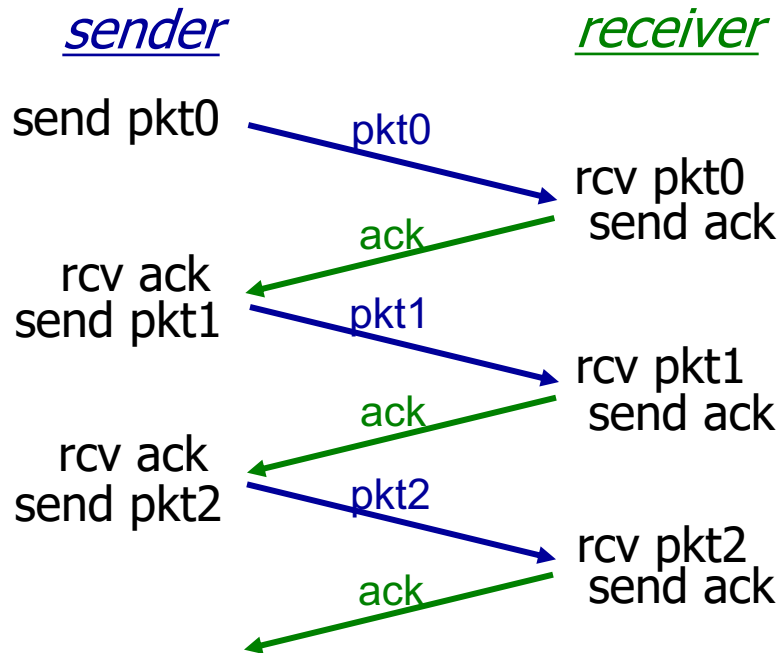 sender
receiver
send pkt0
pkt0
rcv pkt0
send ack
ack
rcv ack
send pkt1
pkt1
rcv pkt1
send ack
ack
rcv ack
send pkt2
pkt2
rcv pkt2
send ack
ack